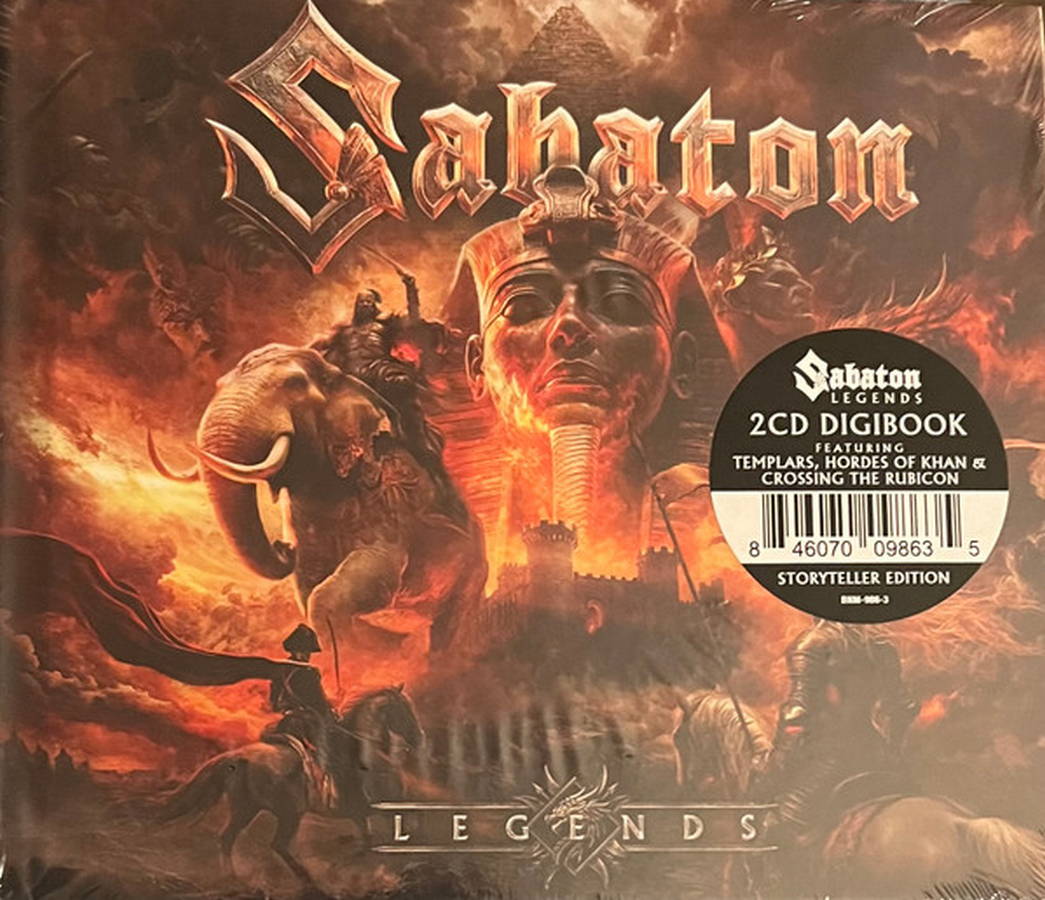 Sabaton
Sabaton
LEGENDS
2CD DIGIBOOK
FEATURING
TEMPLARS, HORDES OF KHAN &
CROSSING THE RUBICON
8 46070 09863 5
STORYTELLER EDITION
LEGENDS